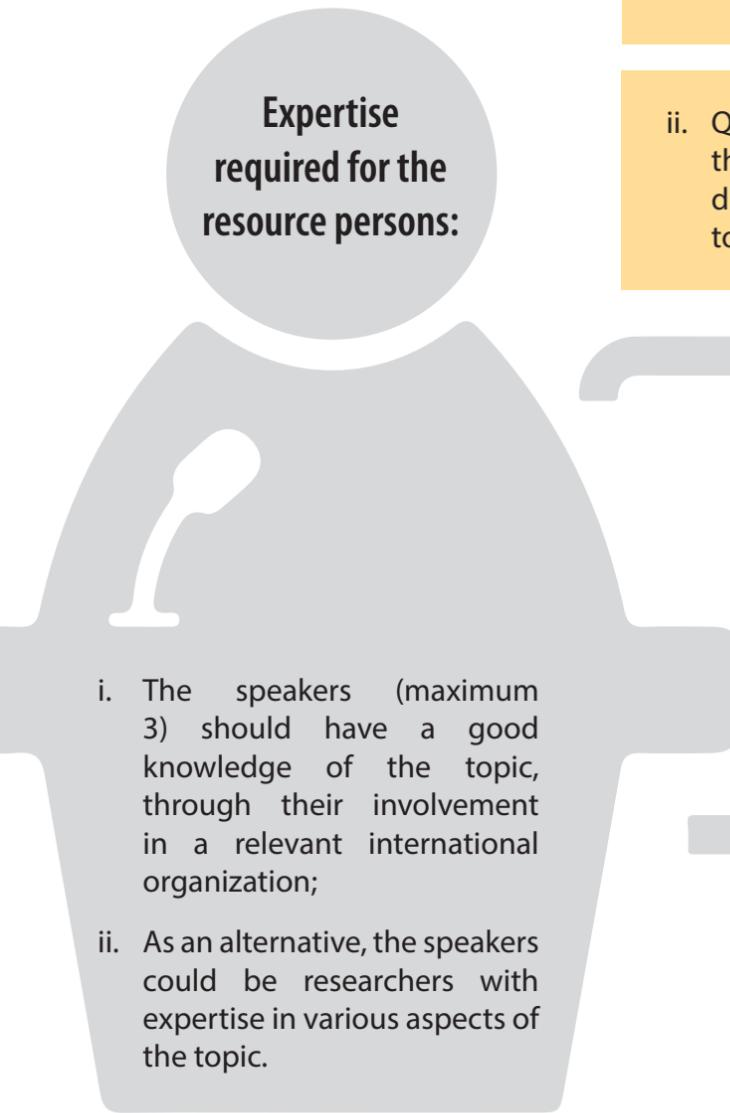 Expertise
required for the
resource persons:
ii.
i. The speakers (maximum
3) should have a good
knowledge of the topic,
through their involvement
in a relevant international
organization;
ii. As an alternative, the speakers
could be researchers with
expertise in various aspects of
the topic.